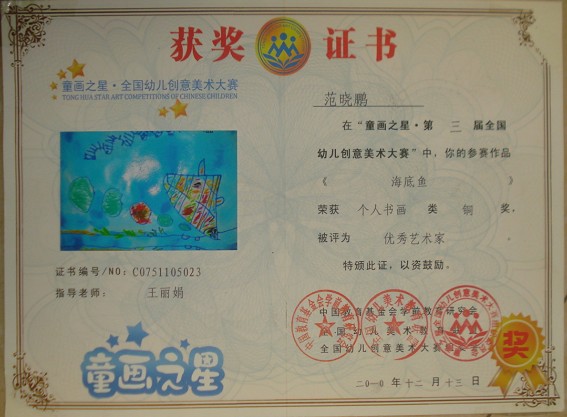 获奖证书
童画之星·全国幼儿创意美术大赛
TONG HUA STAR ART COMPETITIONS OF CHINESE CHILDREN
范晓鹏
在“童画之星·第 三 届全国
幼儿创意美术大赛”中，你的参赛作品
《 海底鱼 》
荣获 个人书画 类 铜 奖，
被评为 优秀艺术家 。
特颁此证，以资鼓励。
证书编号/NO: C0751105023
指导老师： 王丽娟
中国教育基金会学前教育研究会
全国幼儿美术教
全国幼儿创意美术大赛
二〇一〇年十二月十三日
童画之星
奖